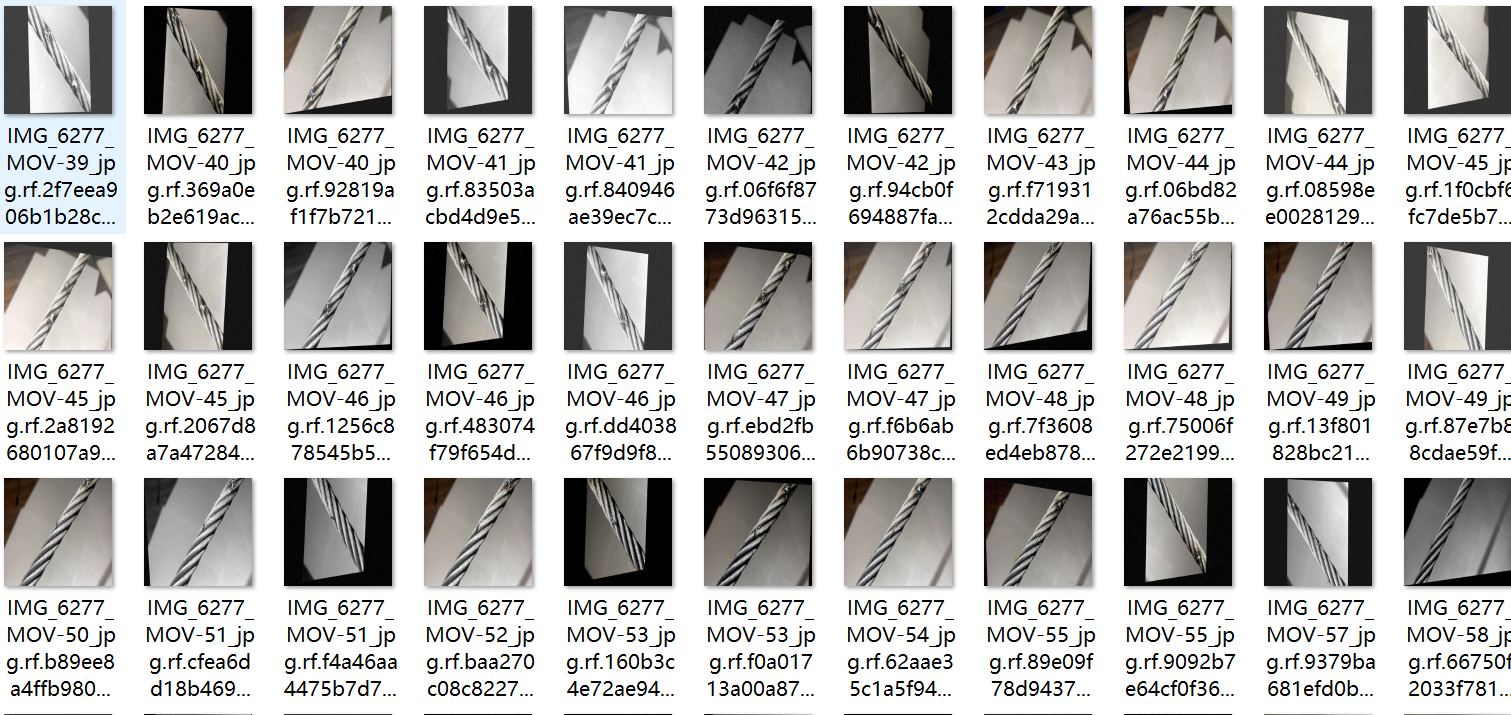 IMG_6277_
MOV-39_jp
g.rf.2f7eea9
06b1b28c...
IMG_6277_
MOV-40_jp
g.rf.369a0e
b2e619ac...
IMG_6277_
MOV-40_jp
g.rf.92819a
f1f7b721...
IMG_6277_
MOV-41_jp
g.rf.83503a
cbd4d9e5...
IMG_6277_
MOV-41_jp
g.rf.840946
ae39ec7c...
IMG_6277_
MOV-42_jp
g.rf.06f6f87
73d96315...
IMG_6277_
MOV-42_jp
g.rf.94cb0f
694887fa...
IMG_6277_
MOV-43_jp
g.rf.f71931
2cdda29a...
IMG_6277_
MOV-44_jp
g.rf.06bd82
a76ac55b...
IMG_6277_
MOV-44_jp
g.rf.08598e
e0028129...
IMG_6277
MOV-45_jp
g.rf.1f0cbf6
fc7de5b7...
IMG_6277_
MOV-45_jp
g.rf.2a8192
680107a9...
IMG_6277_
MOV-45_jp
g.rf.2067d8
a7a47284...
IMG_6277_
MOV-46_jp
g.rf.1256c8
78545b5...
IMG_6277_
MOV-46_jp
g.rf.483074
f79f654d...
IMG_6277_
MOV-46_jp
g.rf.dd4038
67f9d9f8...
IMG_6277_
MOV-47_jp
g.rf.ebd2fb
55089306...
IMG_6277_
MOV-47_jp
g.rf.f6b6ab
6b90738c...
IMG_6277_
MOV-48_jp
g.rf.7f3608
ed4eb878...
IMG_6277_
MOV-48_jp
g.rf.75006f
272e2199...
IMG_6277_
MOV-49_jp
g.rf.13f801
828bc21...
IMG_6277
MOV-49_jp
g.rf.87e7b8
8cdae59f...
IMG_6277_
MOV-50_jp
g.rf.b89ee8
a4ffb980...
IMG_6277_
MOV-51_jp
g.rf.cfea6d
d18b469...
IMG_6277_
MOV-51_jp
g.rf.f4a46aa
4475b7d7...
IMG_6277_
MOV-52_jp
g.rf.baa270
c08c8227...
IMG_6277_
MOV-53_jp
g.rf.160b3c
4e72ae94...
IMG_6277_
MOV-53_jp
g.rf.f0a017
13a00a87...
IMG_6277_
MOV-54_jp
g.rf.62aae3
5c1a5f94...
IMG_6277_
MOV-55_jp
g.rf.89e09f
78d9437...
IMG_6277_
MOV-55_jp
g.rf.9092b7
e64cf0f36...
IMG_6277_
MOV-57_jp
g.rf.9379ba
681efd0b...
IMG_6277
MOV-58_jp
g.rf.66750f
2033f781...